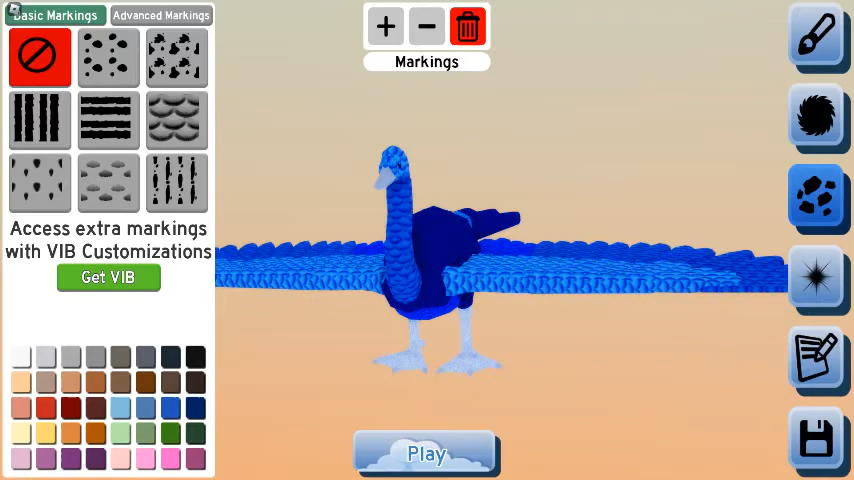 Basic Markings
Advanced Markings
Markings
Access extra markings
with VIB Customizations
Get VIB
Play